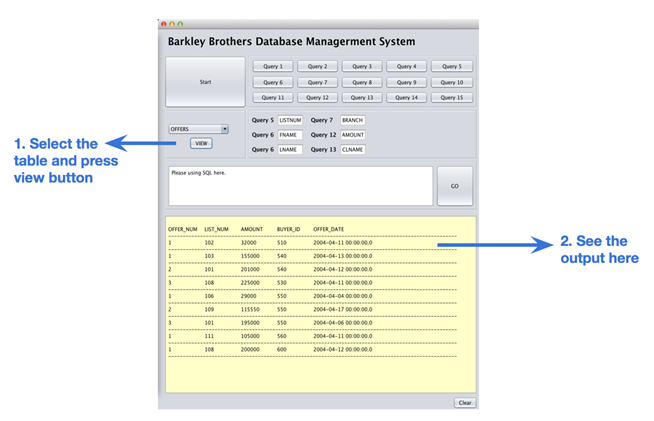 Barkley Brothers Database Managerment System
Start
Query 1 Query 2 Query 3 Query 4 Query 5
Query 6 Query 7 Query 8 Query 9 Query 10
Query 11 Query 12 Query 13 Query 14 Query 15
OFFERS
VIEW
Query 5 LISTNUM Query 7 BRANCH
Query 6 FNAME Query 12 AMOUNT
Query 6 LNAME Query 13 CLNAME
1. Select the
table and press
view button
Please using SQL here.
GO
OFFER_NUM LIST_NUM AMOUNT BUYER_ID OFFER_DATE
1 102 32000 510 2004-04-11 00:00:00.0
1 103 155000 540 2004-04-13 00:00:00.0
2 101 201000 540 2004-04-12 00:00:00.0
3 108 225000 530 2004-04-11 00:00:00.0
1 106 29000 550 2004-04-04 00:00:00.0
2 109 115550 550 2004-04-17 00:00:00.0
3 101 195000 550 2004-04-06 00:00:00.0
1 111 105000 560 2004-04-11 00:00:00.0
1 108 200000 600 2004-04-12 00:00:00.0
2. See the
output here
Clear